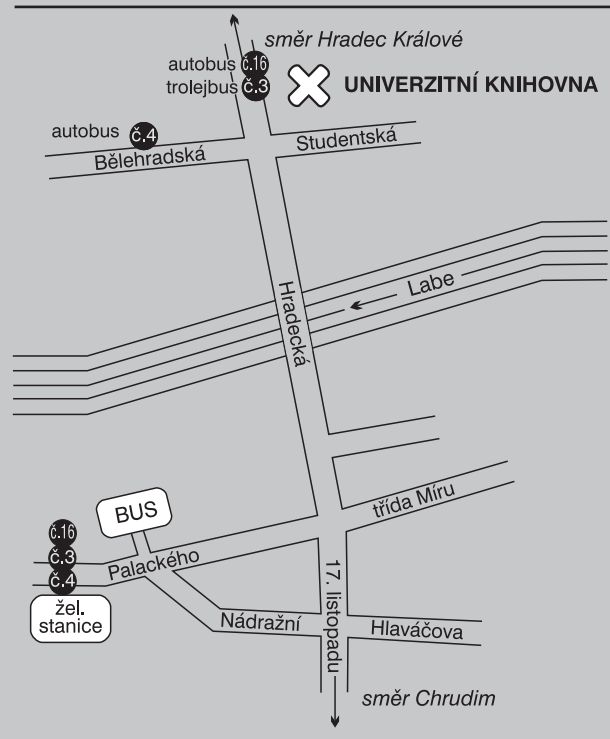 směr Hradec Králové
autobus č.16
trolejbus č.3
UNIVERZITNÍ KNIHOVNA
autobus č.4
Bělehradská
Studentská
Hradecká
Labe
třída Míru
BUS
č.16
č.3
č.4
Palackého
žel.
stanice
17. listopadu
Nádražní
Hlaváčova
směr Chrudim